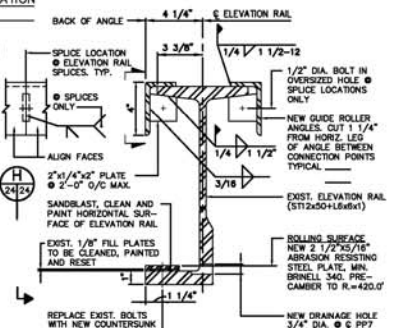 BACK OF ANGLE
4 1/4"
℄ ELEVATION RAIL
3 3/8"
1/4
1 1/2-12
SPLICE LOCATION
@ ELEVATION RAIL
SPLICES. TYP.
@ SPLICES
ONLY
4"
ALIGN FACES
H
24 24
2"x1/4"x2" PLATE
@ 2'-0" O/C MAX.
1/4
1 1/2"
3/16
1/2" DIA. BOLT IN
OVERSIZED HOLE @
SPLICE LOCATIONS
ONLY
NEW GUIDE ROLLER
ANGLES. CUT 1 1/4"
FROM HORIZ. LEG
OF ANGLE BETWEEN
CONNECTION POINTS
TYPICAL
SANDBLAST, CLEAN AND
PAINT HORIZONTAL SUR-
FACE OF ELEVATION RAIL
EXIST. ELEVATION RAIL
(ST12x50+L6x6x1)
EXIST. 1/8" FILL PLATES
TO BE CLEANED, PAINTED
AND RESET
1"
1 1/4"
ROLLING SURFACE
NEW 2 1/2"X5/16"
ABRASION RESISTING
STEEL PLATE, MIN.
BRINELL 340. PRE-
CAMBER TO R.=420.0'
REPLACE EXIST. BOLTS
WITH NEW COUNTERSUNK
NEW DRAINAGE HOLE
3/4" DIA. @ ℄ PPT